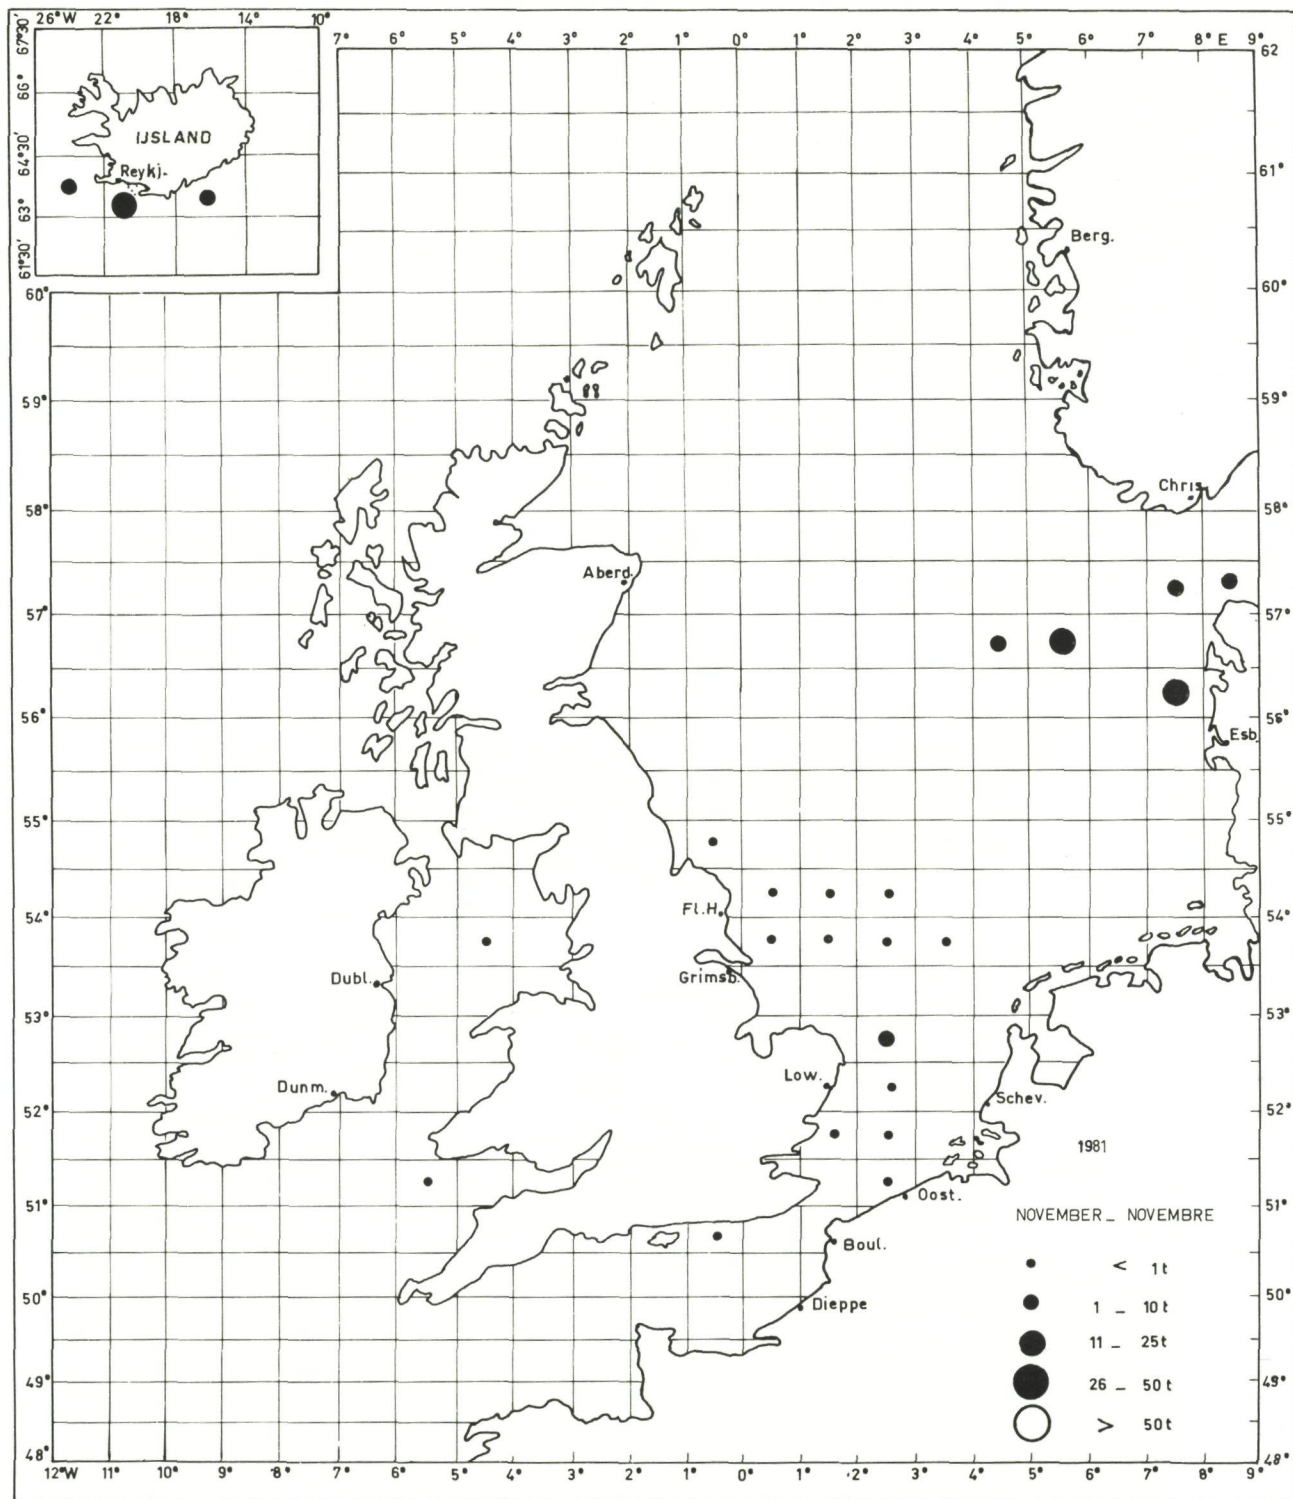 26°W 22° 18° 14° 10°
67°30' 66° 64°30' 63° 61°30'
IJSLAND
Reykj.
7° 6° 5° 4° 3° 2° 1° 0° 1° 2° 3° 4° 5° 6° 7° 8° E 9°
62
61°
60° 60°
59° 59°
58° 58°
57° 57°
56° 56°
55° 55°
54° 54°
53° 53°
52° 52°
51° 51°
50° 50°
49° 49°
48° 48°
Berg.
Chris
Aberd.
Esb.
Fl.H.
Grimsb.
Dubl.
Dunm.
Low.
Schev.
Oost.
Boul.
Dieppe
1981
NOVEMBER _ NOVEMBRE
< 1t
1 _ 10t
11 _ 25t
26 _ 50t
> 50t
12°W 11° 10° 9° 8° 7° 6° 5° 4° 3° 2° 1° 0° 1° 2° 3° 4° 5° 6° 7° 8° 9°